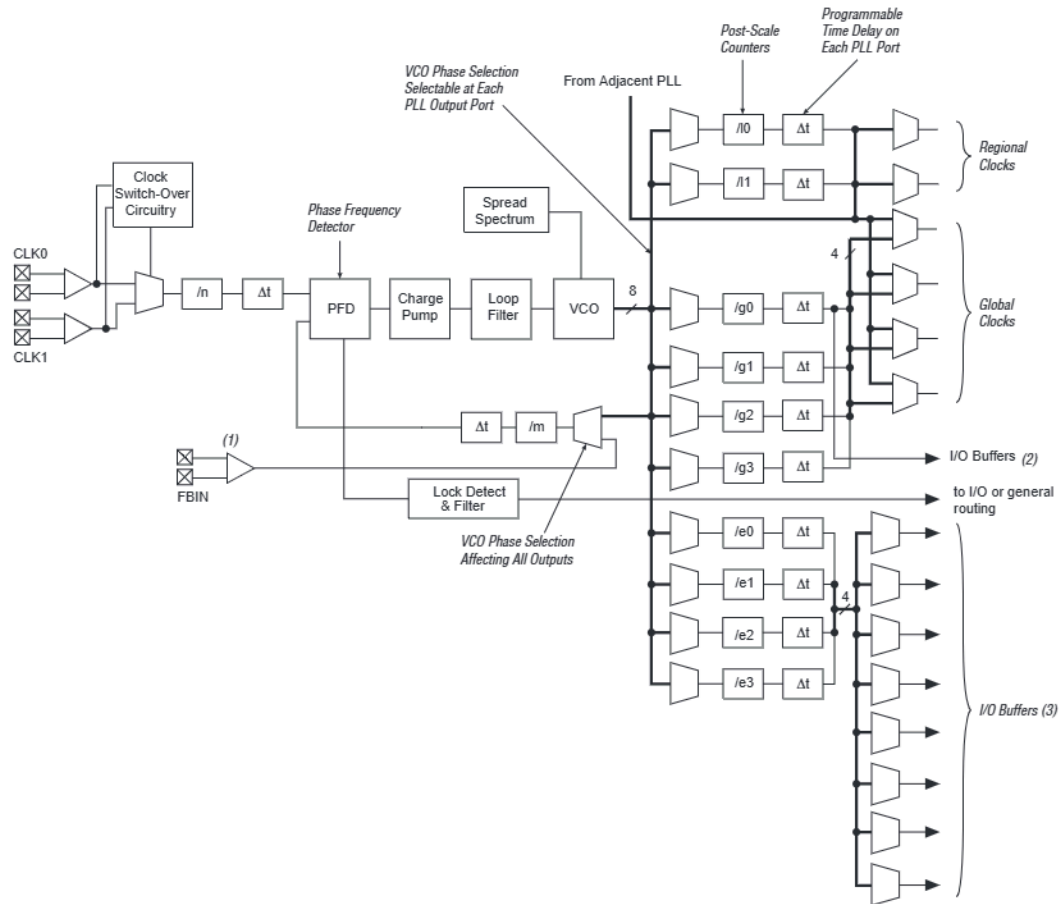 Programmable
Time Delay on
Each PLL Port
Post-Scale
Counters
VCO Phase Selection
Selectable at Each
PLL Output Port
From Adjacent PLL
/l0
Δt
/l1
Δt
Regional
Clocks
Clock
Switch-Over
Circuitry
Spread
Spectrum
Phase Frequency
Detector
4
CLK0
CLK1
/n
Δt
PFD
Charge
Pump
Loop
Filter
VCO
8
/g0
Δt
Global
Clocks
/g1
Δt
Δt
/m
/g2
Δt
(1)
FBIN
/g3
Δt
I/O Buffers (2)
Lock Detect
& Filter
to I/O or general
routing
VCO Phase Selection
Affecting All Outputs
/e0
Δt
/e1
Δt
4
/e2
Δt
/e3
Δt
I/O Buffers (3)